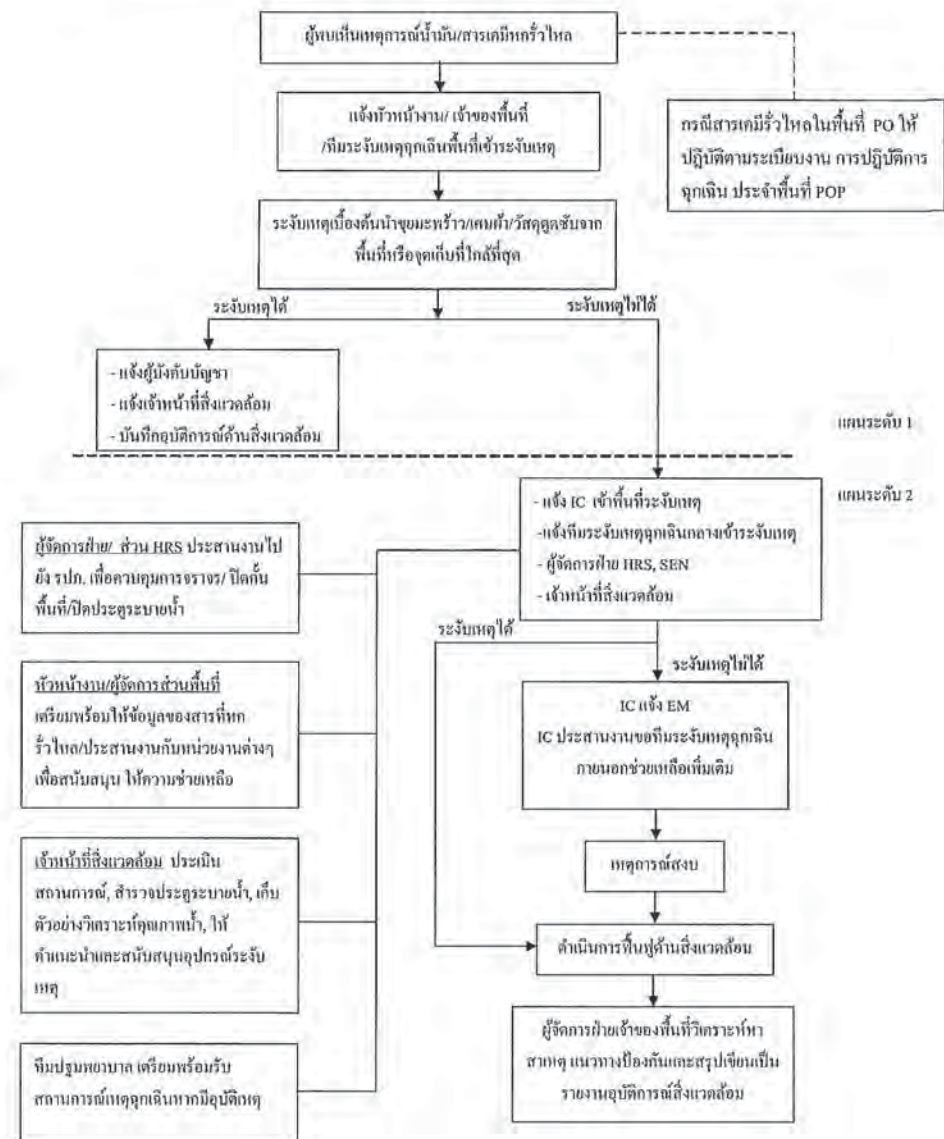 ผู้พบเห็นเหตุการณ์น้ำมัน/สารเคมีหกรั่วไหล
แจ้งหัวหน้างาน/ เจ้าของพื้นที่
/ทีมระงับเหตุฉุกเฉินพื้นที่เข้าระงับเหตุ
กรณีสารเคมีรั่วไหลในพื้นที่ PO ให้
ปฏิบัติตามระเบียบงาน การปฏิบัติการ
ฉุกเฉิน ประจำพื้นที่ POP
ระงับเหตุเบื้องต้นนำขุยมะพร้าว/เศษผ้า/วัสดุดูดซับจาก
พื้นที่หรือจุดเก็บที่ใกล้ที่สุด
ระงับเหตุได้
ระงับเหตุไม่ได้
- แจ้งผู้บังคับบัญชา
- แจ้งเจ้าหน้าที่สิ่งแวดล้อม
- บันทึกอุบัติการณ์ด้านสิ่งแวดล้อม
แผนระดับ 1
แผนระดับ 2
- แจ้ง IC เข้าพื้นที่ระงับเหตุ
-แจ้งทีมระงับเหตุฉุกเฉินกลางเข้าระงับเหตุ
- ผู้จัดการฝ่าย HRS, SEN
- เจ้าหน้าที่สิ่งแวดล้อม
ผู้จัดการฝ่าย/ ส่วน HRS ประสานงานไป
ยัง รปภ. เพื่อควบคุมการจราจร/ ปิดกั้น
พื้นที่/ปิดประตูระบายน้ำ
ระงับเหตุได้
ระงับเหตุไม่ได้
หัวหน้างาน/ผู้จัดการส่วนพื้นที่
เตรียมพร้อมให้ข้อมูลของสารที่หก
รั่วไหล/ประสานงานกับหน่วยงานต่างๆ
เพื่อสนับสนุน ให้ความช่วยเหลือ
IC แจ้ง EM
IC ประสานงานขอทีมระงับเหตุฉุกเฉิน
ภายนอกช่วยเหลือเพิ่มเติม
เหตุการณ์สงบ
เจ้าหน้าที่สิ่งแวดล้อม ประเมิน
สถานการณ์, สำรวจประตูระบายน้ำ, เก็บ
ตัวอย่างวิเคราะห์คุณภาพน้ำ, ให้
คำแนะนำและสนับสนุนอุปกรณ์ระงับ
เหตุ
ดำเนินการฟื้นฟูด้านสิ่งแวดล้อม
ผู้จัดการฝ่ายเจ้าของพื้นที่วิเคราะห์หา
สาเหตุ แนวทางป้องกันและสรุปเขียนเป็น
รายงานอุบัติการณ์สิ่งแวดล้อม
ทีมปฐมพยาบาล เตรียมพร้อมรับ
สถานการณ์เหตุฉุกเฉินหากมีอุบัติเหตุ